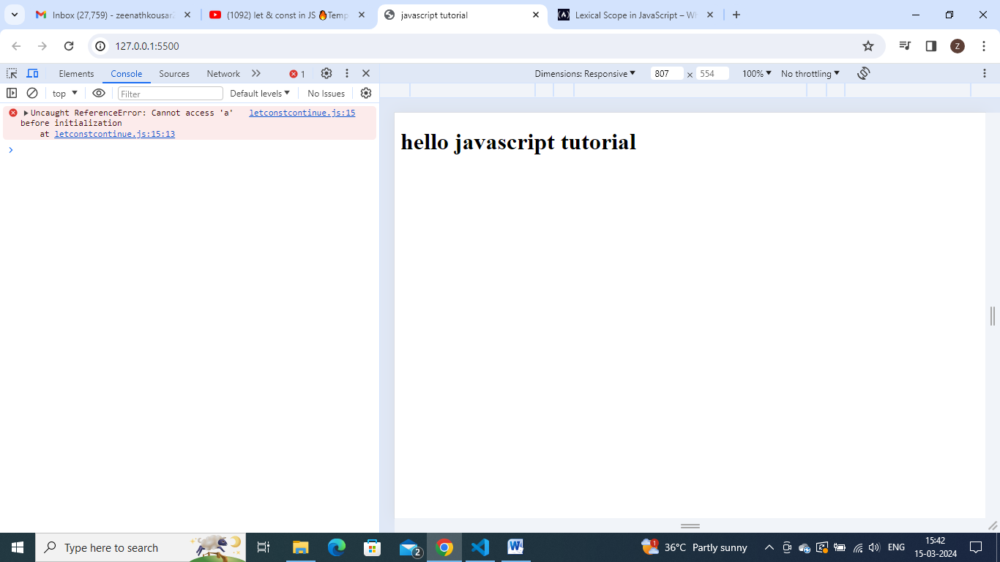 Inbox (27,759) - zeenathkousar
(1092) let & const in JS 🔥Temp
javascript tutorial
Lexical Scope in JavaScript – Wh
127.0.0.1:5500
Z
Elements
Console
Sources
Network
1
Dimensions: Responsive
807
×
554
100%
No throttling
top
Filter
Default levels
No Issues
Uncaught ReferenceError: Cannot access 'a' letconstcontinue.js:15
before initialization
at letconstcontinue.js:15:13
hello javascript tutorial
Type here to search
2
1
36°C Partly sunny
ENG
15:42
15-03-2024